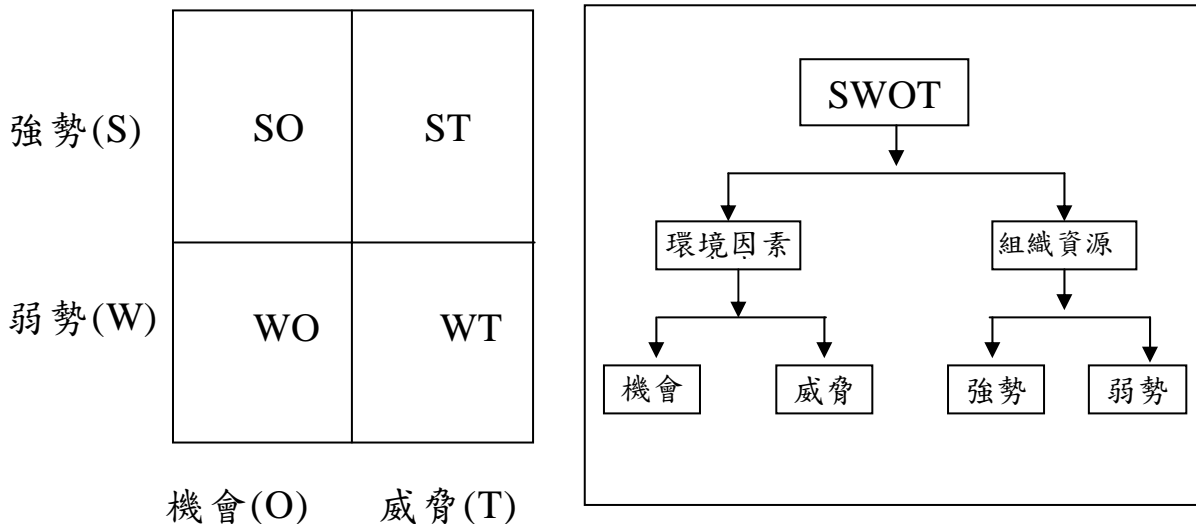 強勢(S)
SO
ST
弱勢(W)
WO
WT
機會(O)
威脅(T)
SWOT
環境因素
組織資源
機會
威脅
強勢
弱勢